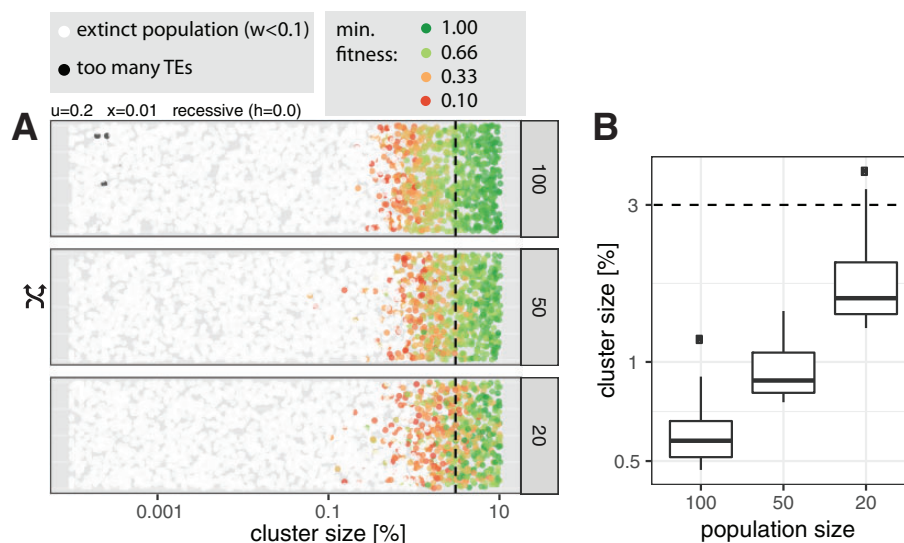 extinct population (w<0.1)
too many TEs
min.
fitness:
1.00
0.66
0.33
0.10
u=0.2 x=0.01 recessive (h=0.0)
A
100
50
20
0.001
0.1
10
cluster size [%]
B
3
1
0.5
cluster size [%]
100
50
20
population size